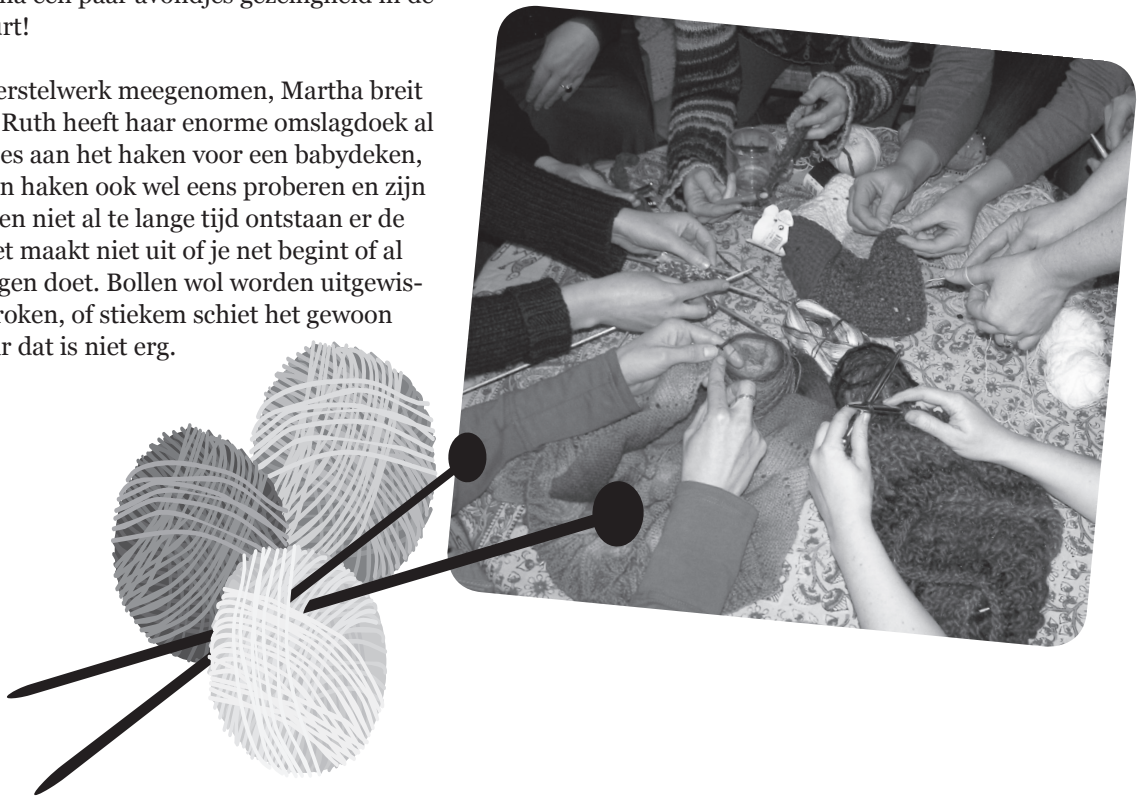 een paar avondjes gezelligheid in de
urt!
erstelwerk meegenomen, Martha breit
Ruth heeft haar enorme omslagdoek al
es aan het haken voor een babydeken,
n haken ook wel eens proberen en zijn
en niet al te lange tijd ontstaan er de
et maakt niet uit of je net begint of al
gen doet. Bollen wol worden uitgewis-
roken, of stiekem schiet het gewoon
r dat is niet erg.